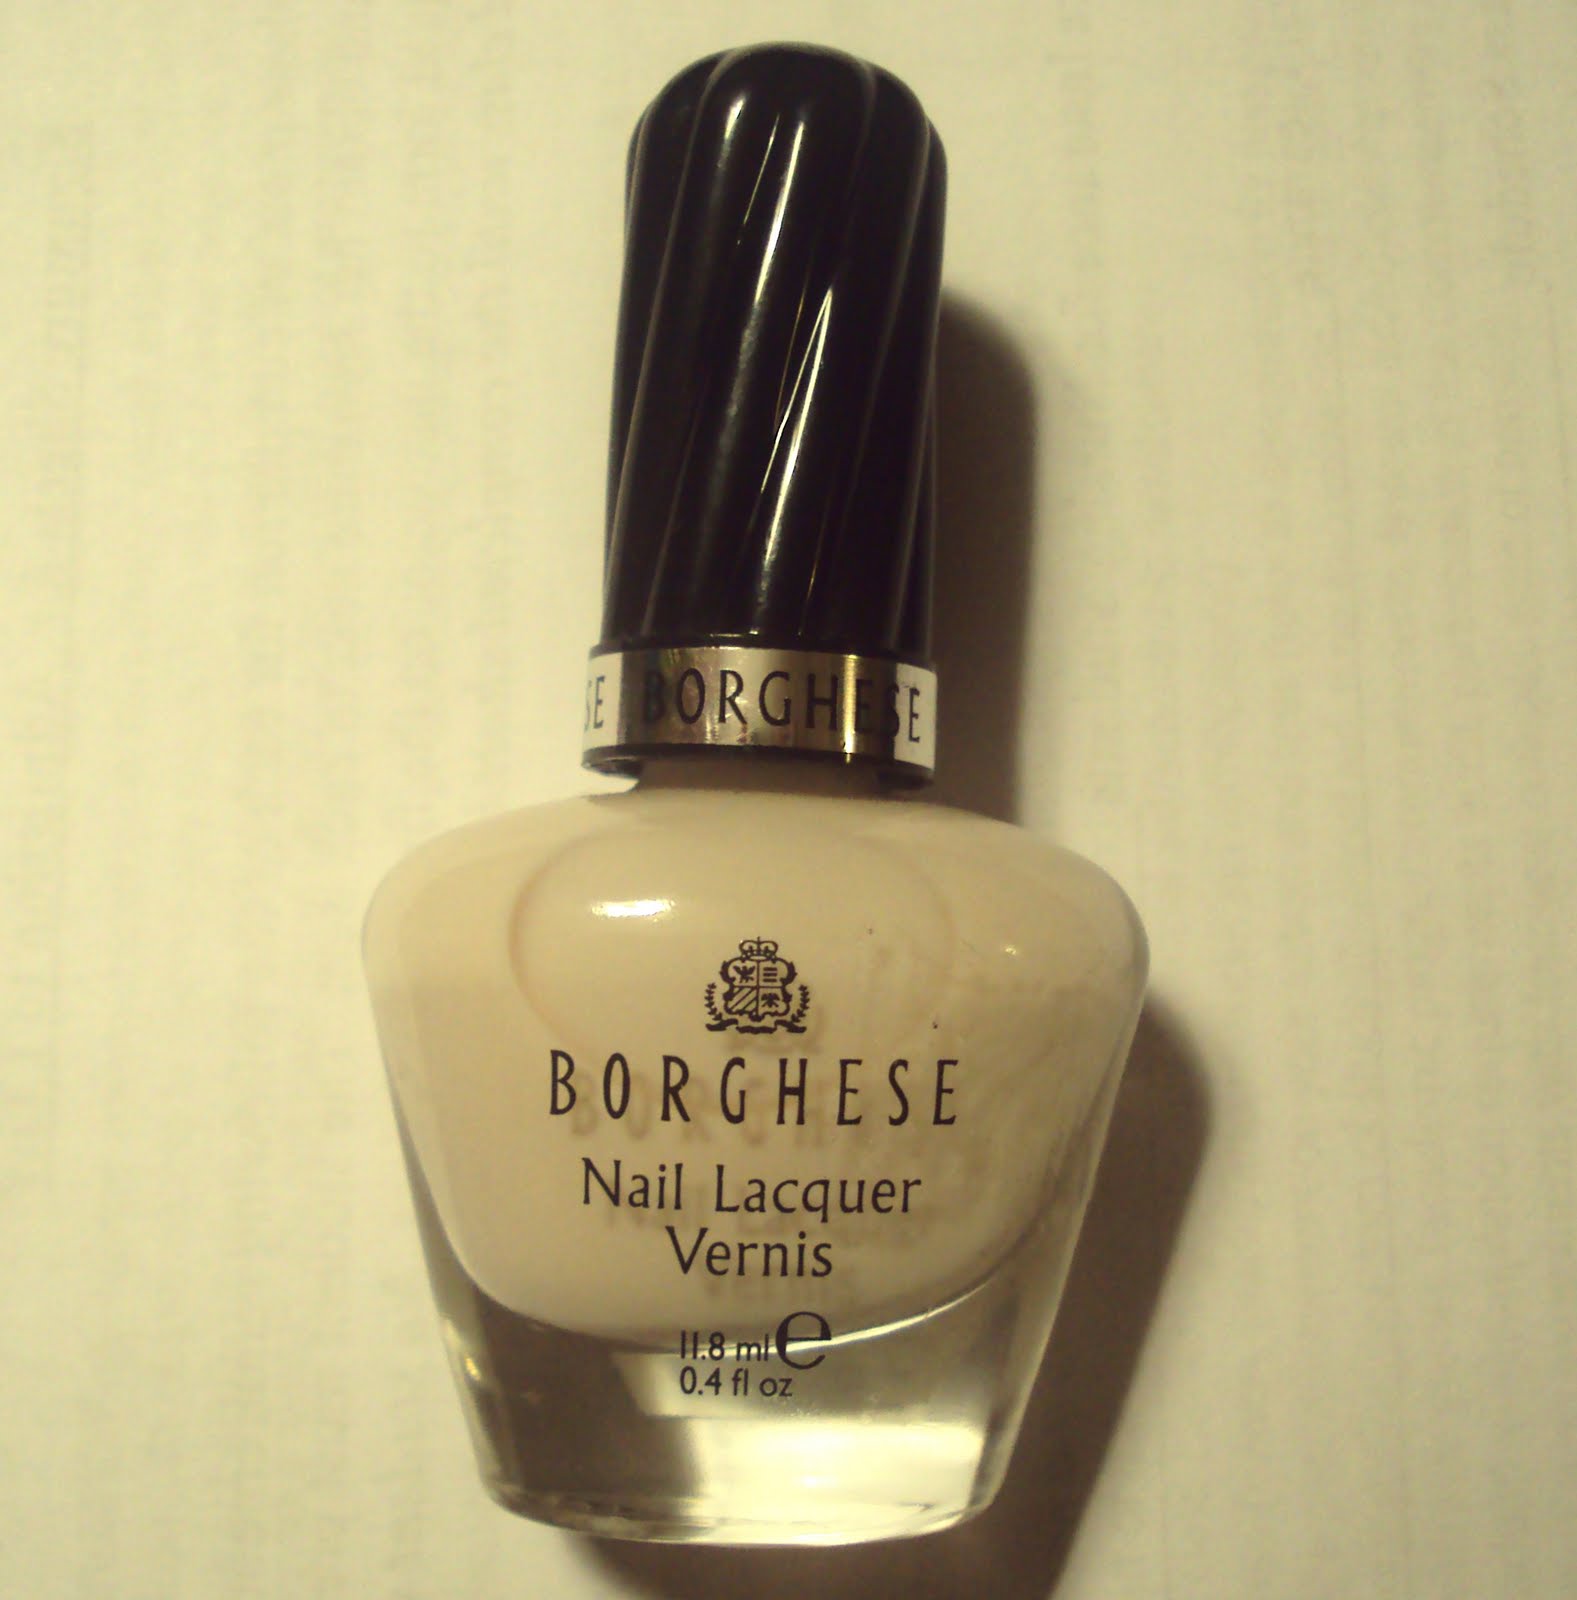 SE BORGHESE
BORGHESE
Nail Lacquer
Vernis
11.8 ml e
0.4 fl oz